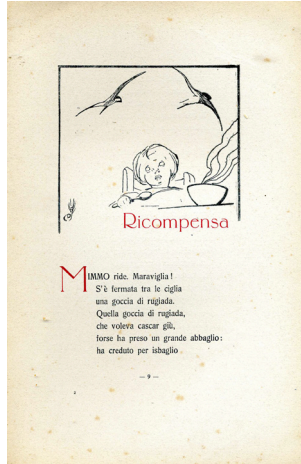 Ricompensa
MIMMO ride. Maraviglia!
S'è fermata tra le ciglia
una goccia di rugiada.
Quella goccia di rugiada,
che voleva cascar giù,
forse ha preso un grande abbaglio:
ha creduto per isbaglio
— 9 —